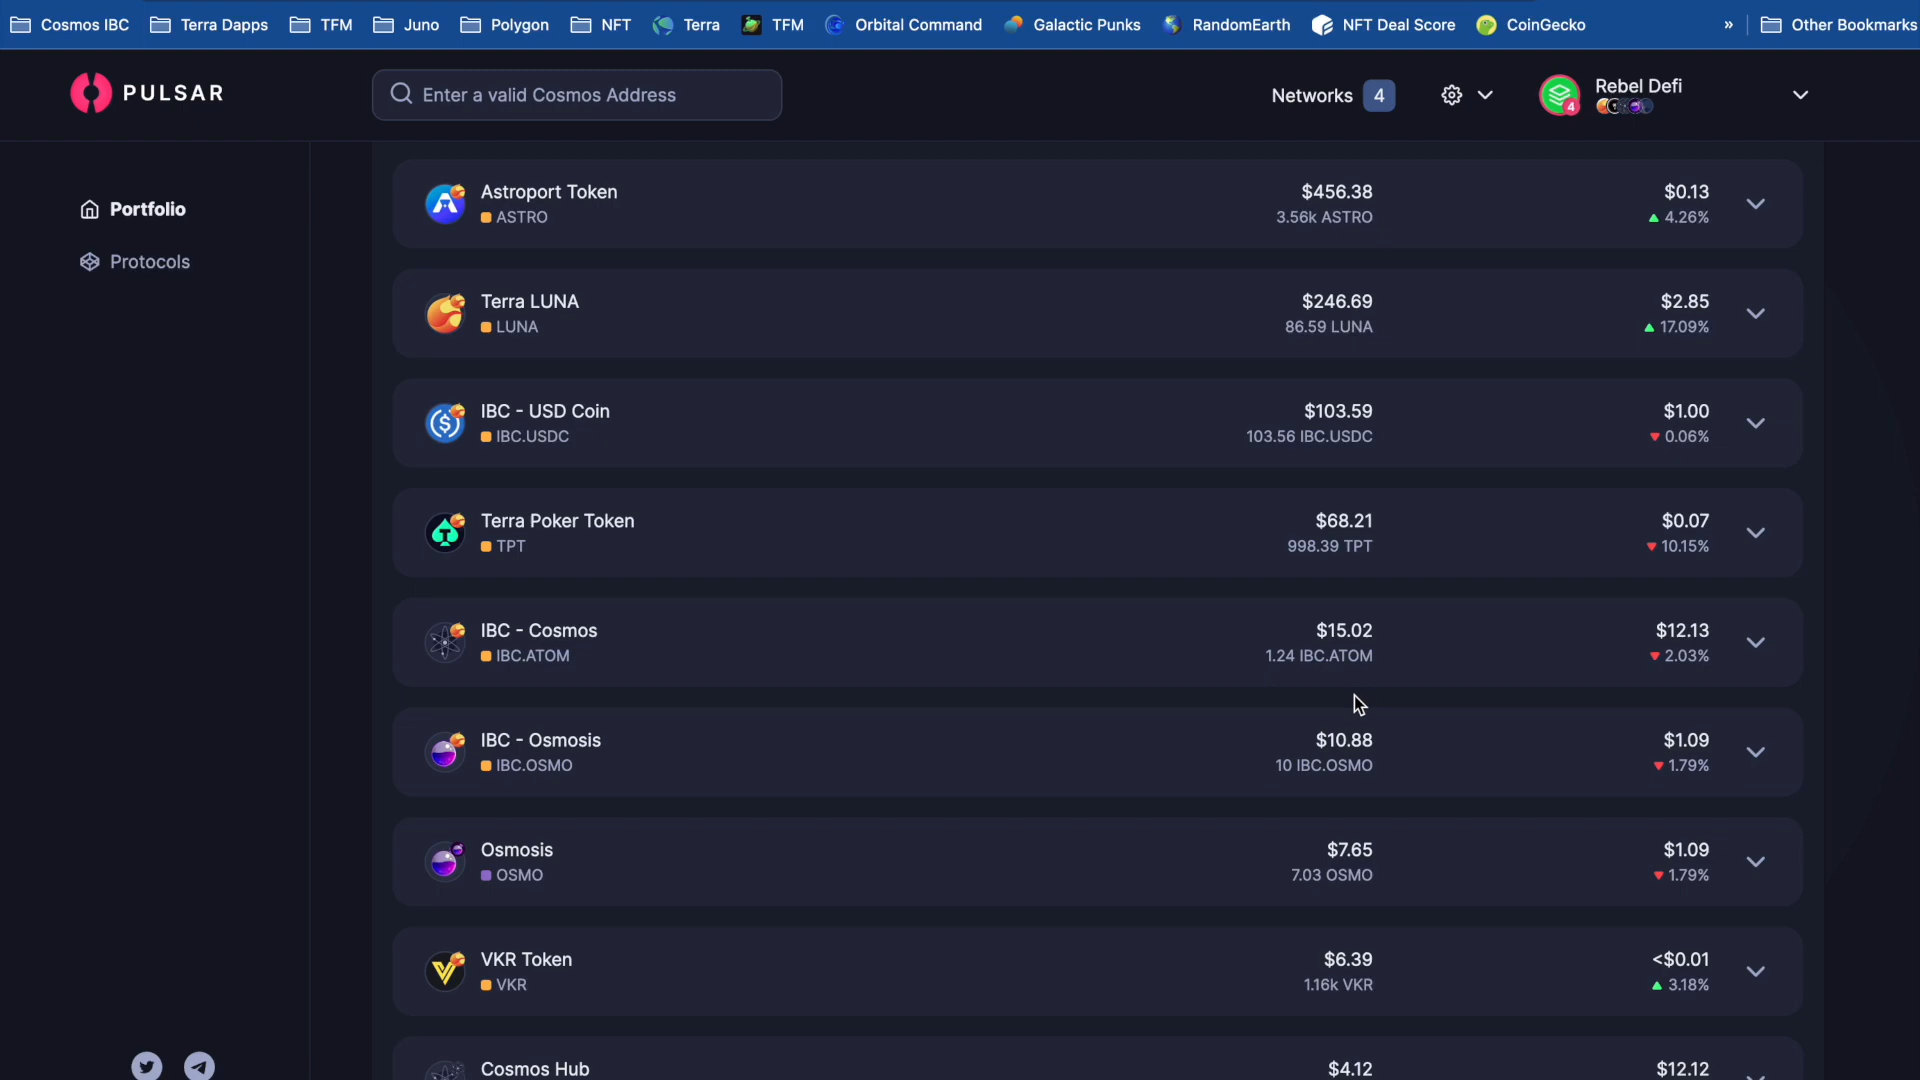 Cosmos IBC Terra Dapps TFM Juno Polygon NFT Terra TFM Orbital Command Galactic Punks RandomEarth NFT Deal Score CoinGecko » Other Bookmarks
PULSAR Enter a valid Cosmos Address Networks 4 4 Rebel Defi
Portfolio
Protocols
Astroport Token $456.38 $0.13
ASTRO 3.56k ASTRO 4.26%
Terra LUNA $246.69 $2.85
LUNA 86.59 LUNA 17.09%
IBC - USD Coin $103.59 $1.00
IBC.USDC 103.56 IBC.USDC 0.06%
Terra Poker Token $68.21 $0.07
TPT 998.39 TPT 10.15%
IBC - Cosmos $15.02 $12.13
IBC.ATOM 1.24 IBC.ATOM 2.03%
IBC - Osmosis $10.88 $1.09
IBC.OSMO 10 IBC.OSMO 1.79%
Osmosis $7.65 $1.09
OSMO 7.03 OSMO 1.79%
VKR Token $6.39 <$0.01
VKR 1.16k VKR 3.18%
Cosmos Hub $4.12 $12.12